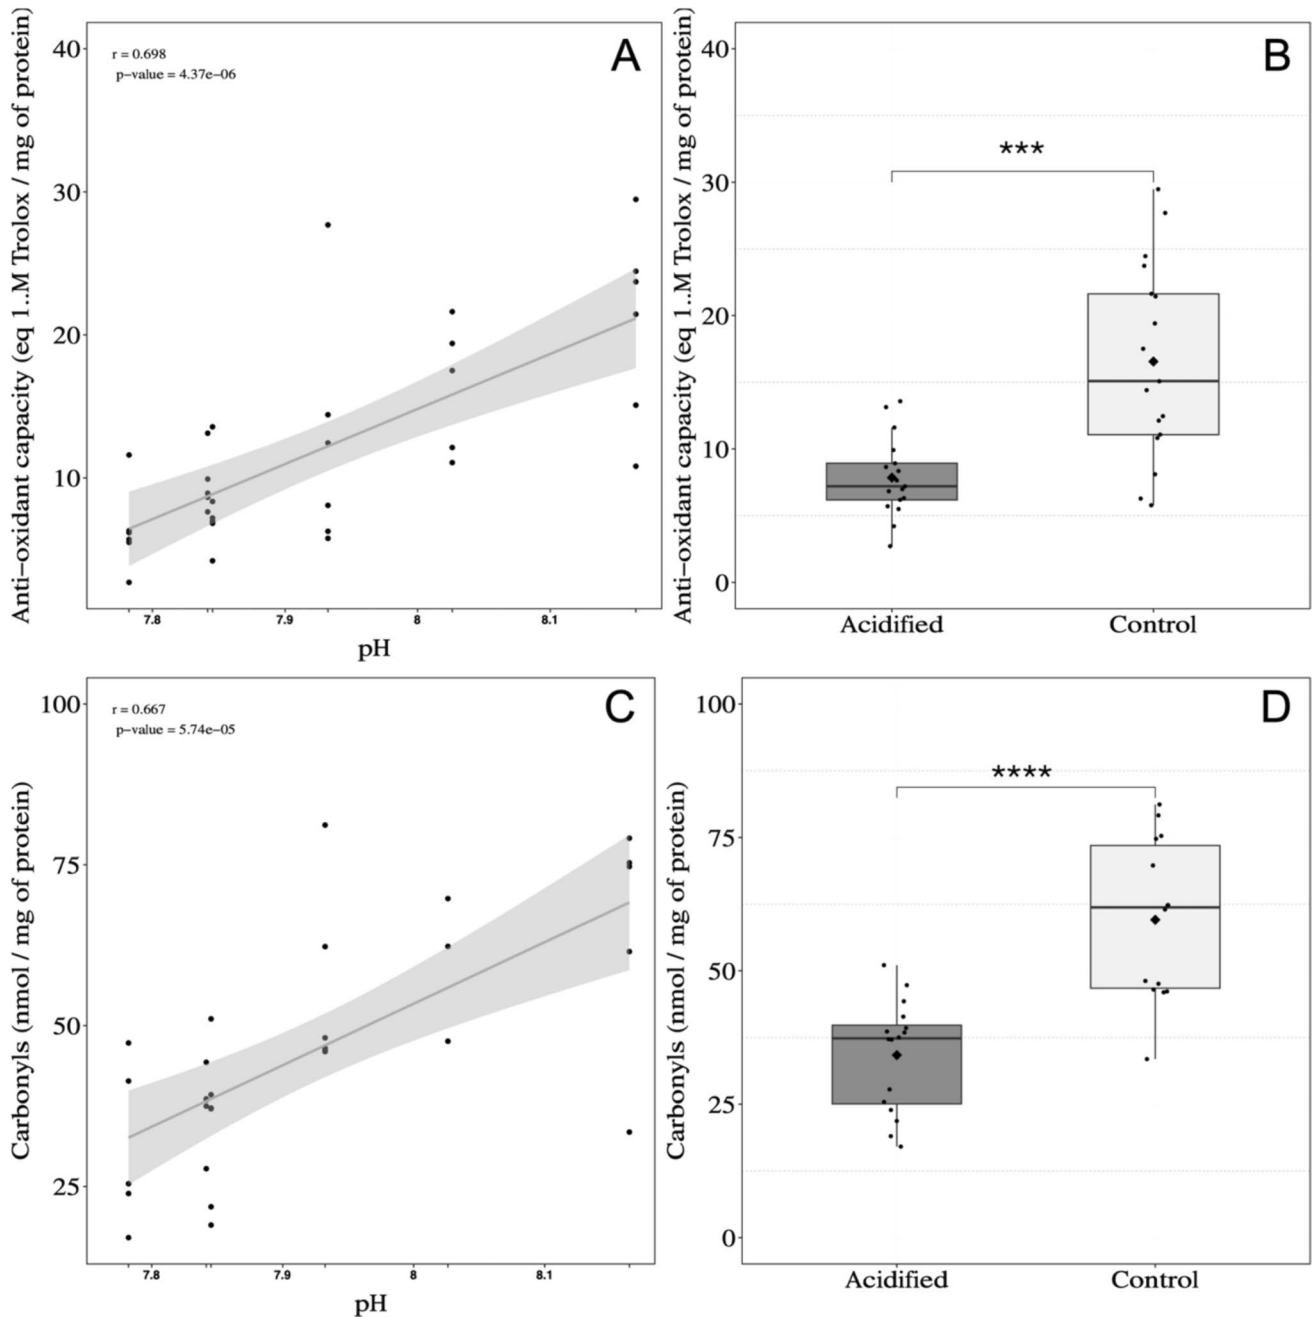 A
r = 0.698
p-value = 4.37e-06
Anti-oxidant capacity (eq 1..M Trolox / mg of protein)
40
30
20
10
7.8 7.9 8 8.1
pH
B
***
Anti-oxidant capacity (eq 1..M Trolox / mg of protein)
40
30
20
10
0
Acidified Control
C
r = 0.667
p-value = 5.74e-05
Carbonyls (nmol / mg of protein)
100
75
50
25
7.8 7.9 8 8.1
pH
D
****
Carbonyls (nmol / mg of protein)
100
75
50
25
0
Acidified Control